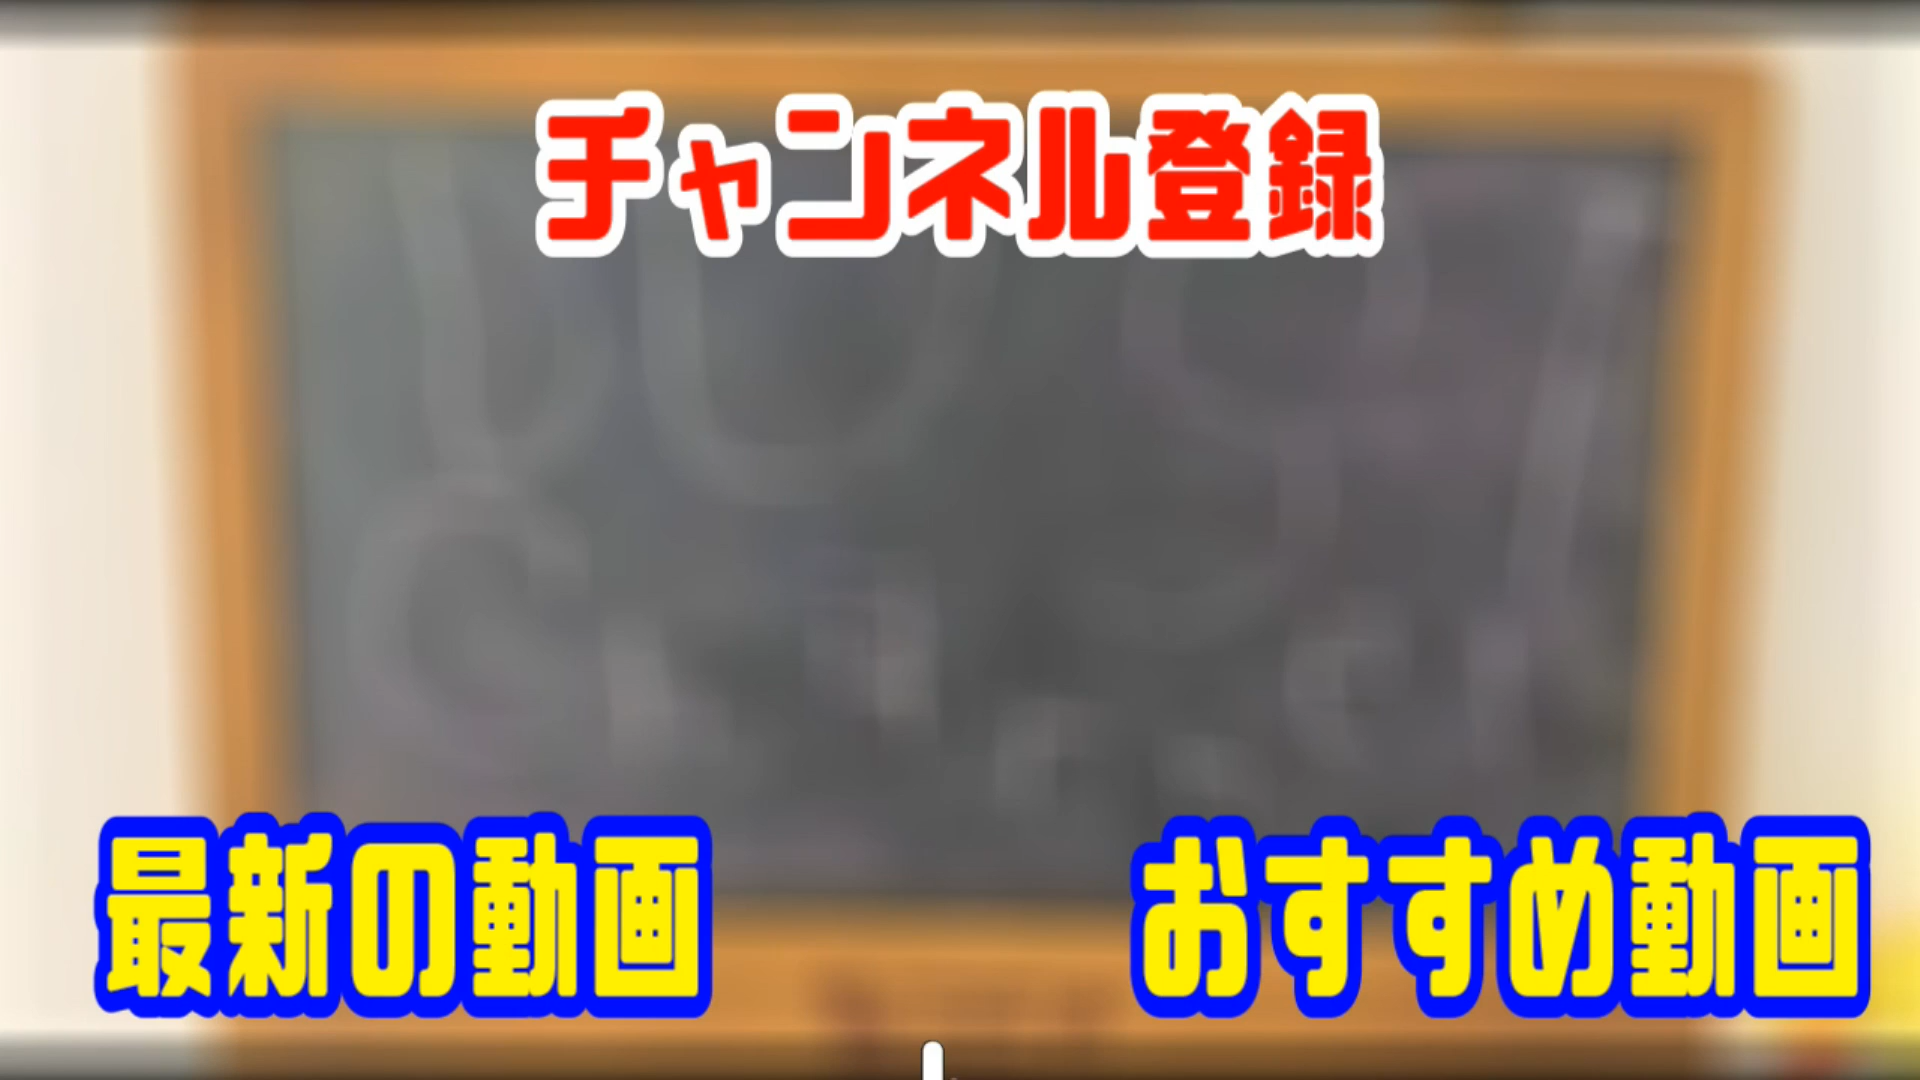 チャンネル登録
最新の動画
おすすめ動画